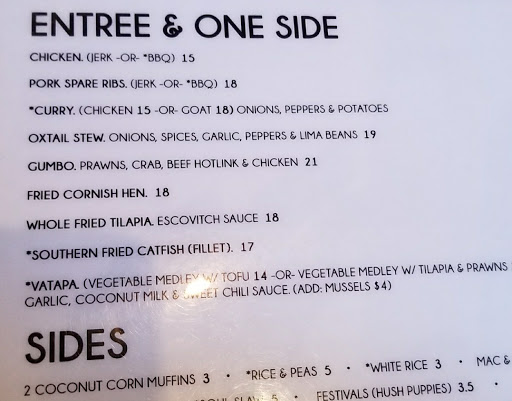 ENTREE & ONE SIDE
CHICKEN. (JERK -OR- *BBQ) 15
PORK SPARE RIBS. (JERK -OR- *BBQ) 18
*CURRY. (CHICKEN 15 -OR- GOAT 18) ONIONS, PEPPERS & POTATOES
OXTAIL STEW. ONIONS, SPICES, GARLIC, PEPPERS & LIMA BEANS 19
GUMBO. PRAWNS, CRAB, BEEF HOTLINK & CHICKEN 21
FRIED CORNISH HEN. 18
WHOLE FRIED TILAPIA. ESCOVITCH SAUCE 18
*SOUTHERN FRIED CATFISH (FILLET). 17
*VATAPA. (VEGETABLE MEDLEY W/ TOFU 14 -OR- VEGETABLE MEDLEY W/ TILAPIA & PRAWNS
GARLIC, COCONUT MILK & SWEET CHILI SAUCE. (ADD: MUSSELS $4)
SIDES
2 COCONUT CORN MUFFINS 3 • *RICE & PEAS 5 • *WHITE RICE 3 • MAC &
SLAW 5 • FESTIVALS (HUSH PUPPIES) 3.5 •